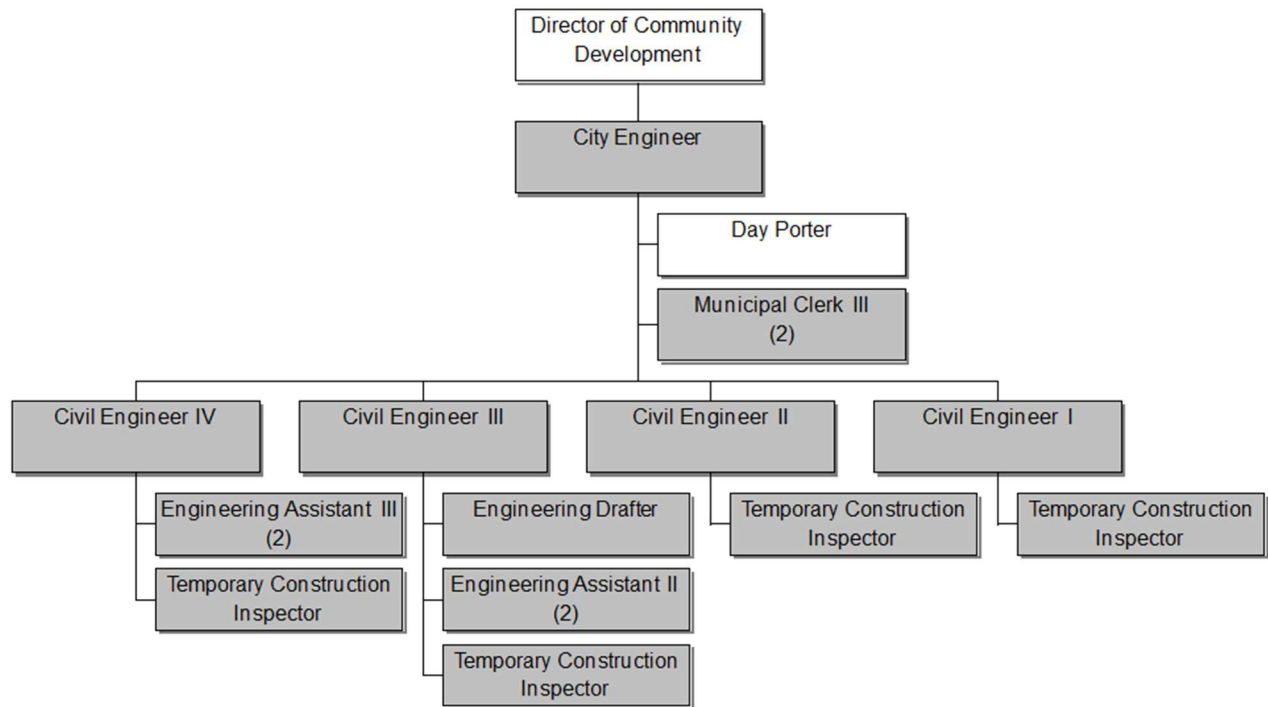 Director of Community
Development
City Engineer
Day Porter
Municipal Clerk III
(2)
Civil Engineer IV
Civil Engineer III
Civil Engineer II
Civil Engineer I
Engineering Assistant III
(2)
Temporary Construction
Inspector
Engineering Drafter
Engineering Assistant II
(2)
Temporary Construction
Inspector
Temporary Construction
Inspector
Temporary Construction
Inspector